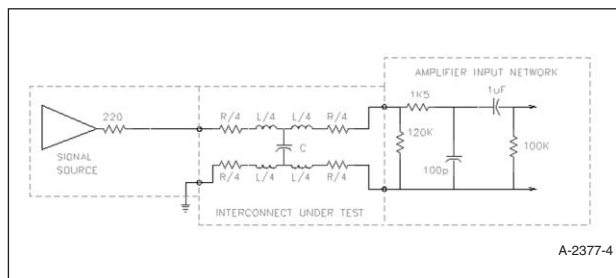 AMPLIFIER INPUT NETWORK
1uF
1K5
220
R/4 L/4 L/4 R/4
120K
C
100K
SIGNAL
SOURCE
R/4 L/4 L/4 R/4
100p
INTERCONNECT UNDER TEST
A-2377-4